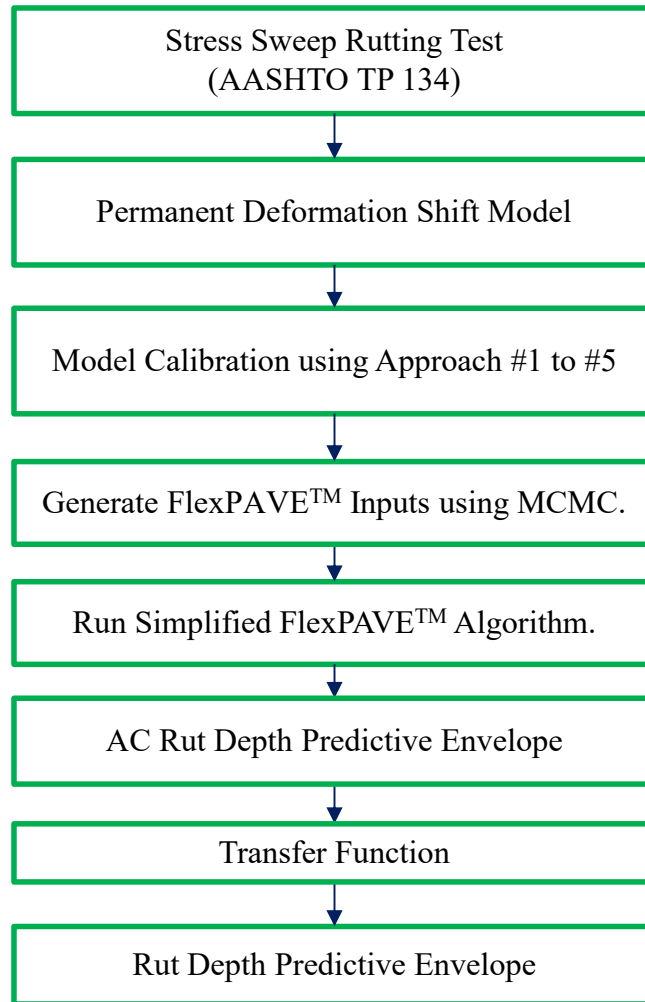 Stress Sweep Rutting Test
(AASHTO TP 134)
Permanent Deformation Shift Model
Model Calibration using Approach #1 to #5
Generate FlexPAVE™ Inputs using MCMC.
Run Simplified FlexPAVE™ Algorithm.
AC Rut Depth Predictive Envelope
Transfer Function
Rut Depth Predictive Envelope